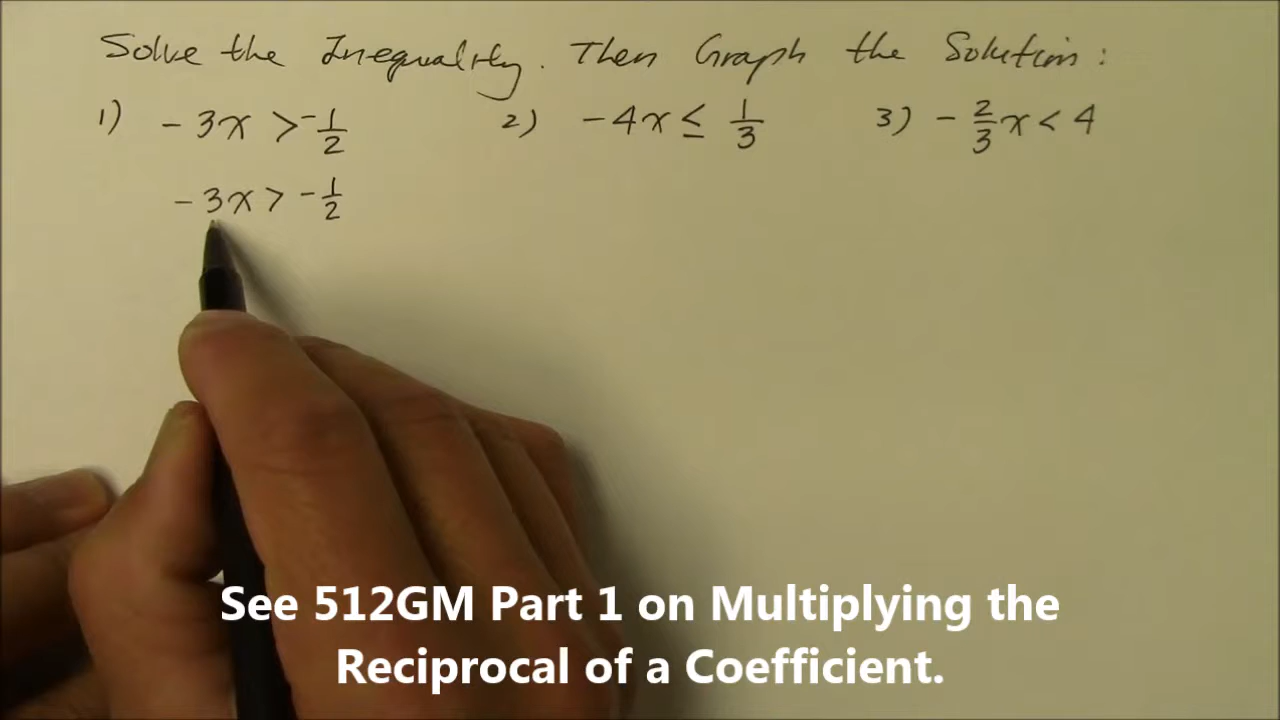 Solve the Inequality. Then Graph the Solution:
1) -3x > -1/2 2) -4x ≤ 1/3 3) -2/3x < 4
-3x > -1/2
See 512GM Part 1 on Multiplying the
Reciprocal of a Coefficient.